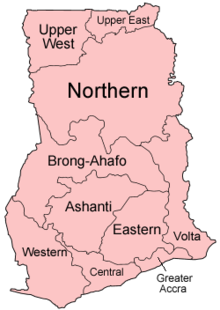 Upper East
Upper
West
Northern
Brong-Ahafo
Ashanti
Eastern
Volta
Western
Central
Greater
Accra